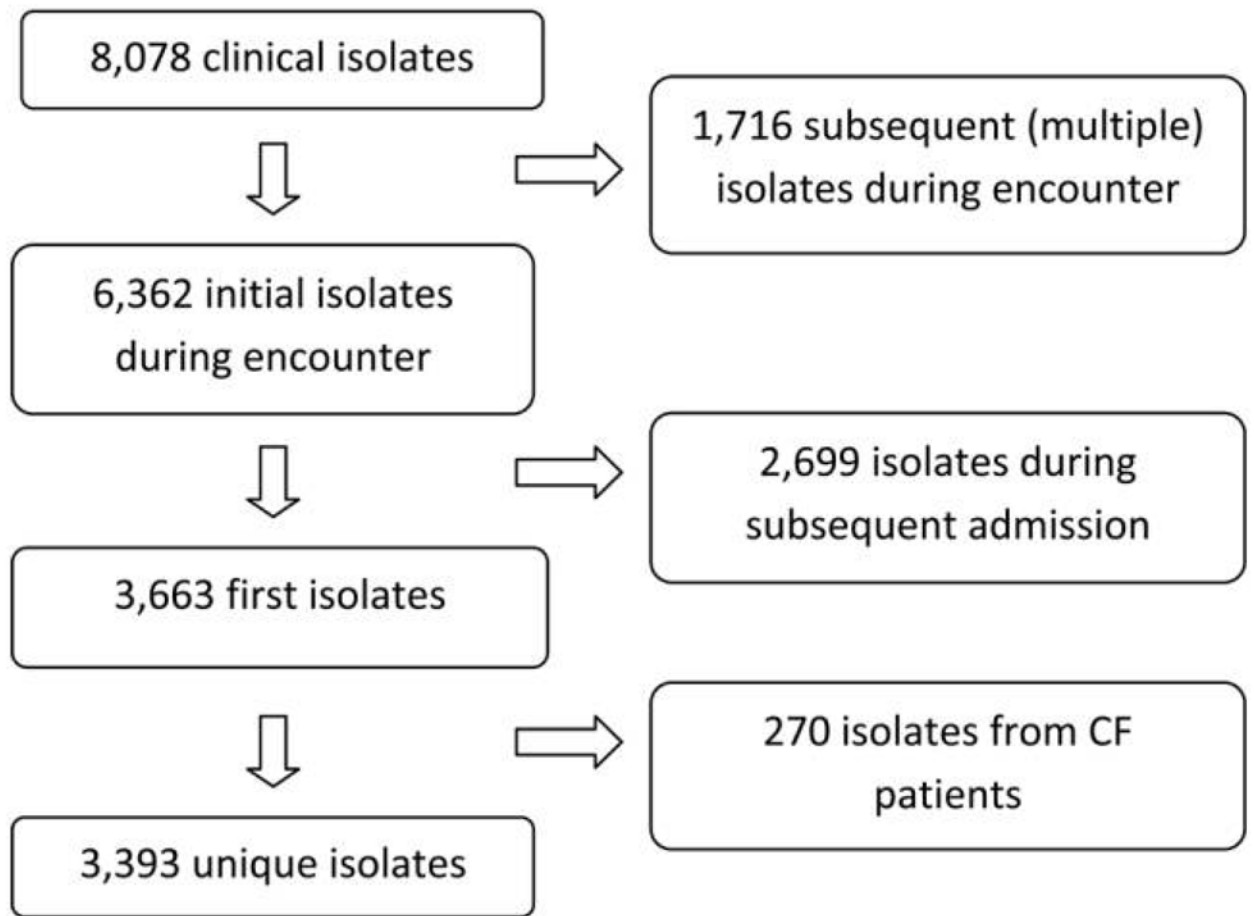 8,078 clinical isolates
1,716 subsequent (multiple)
isolates during encounter
6,362 initial isolates
during encounter
2,699 isolates during
subsequent admission
3,663 first isolates
270 isolates from CF
patients
3,393 unique isolates